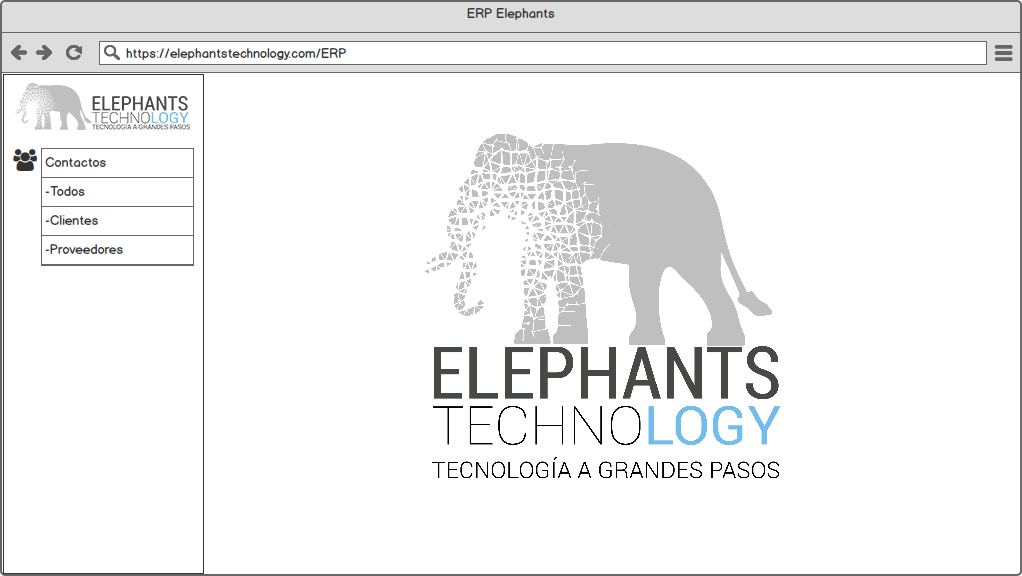 ERP Elephants
https://elephantstechnology.com/ERP
ELEPHANTS
TECHNOLOGY
TECNOLOGÍA A GRANDES PASOS
Contactos
-Todos
-Clientes
-Proveedores
ELEPHANTS
TECHNOLOGY
TECNOLOGÍA A GRANDES PASOS